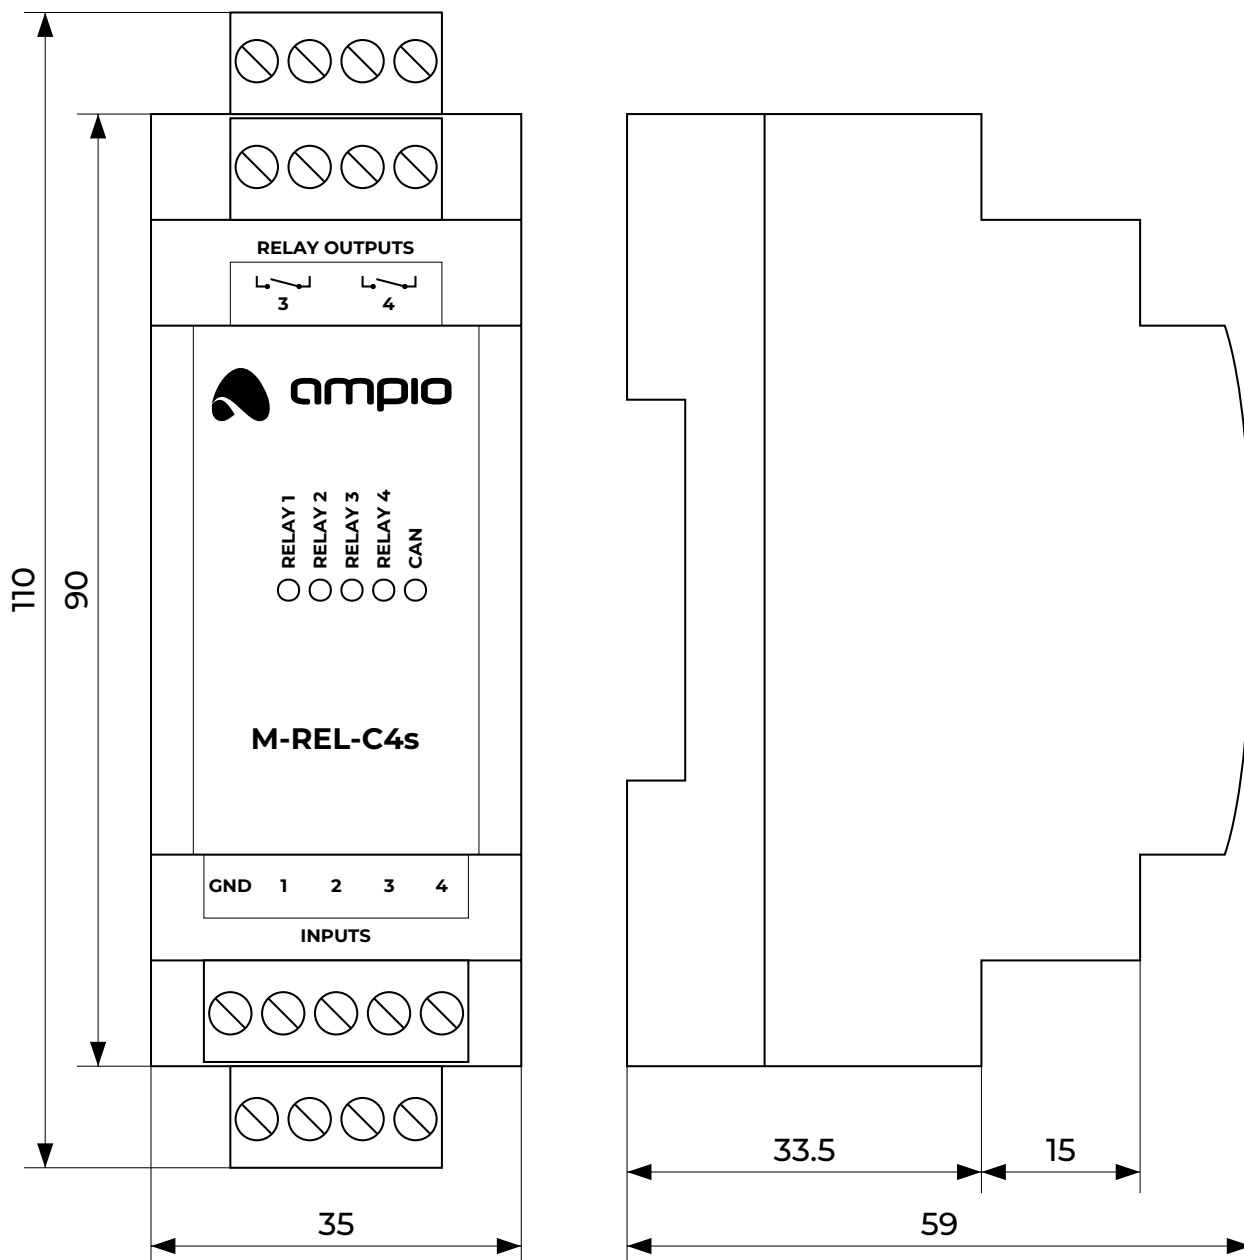 RELAY OUTPUTS
3 4
ampio
RELAY 1
RELAY 2
RELAY 3
RELAY 4
CAN
110
90
M-REL-C4s
GND 1 2 3 4
INPUTS
33.5
15
35
59